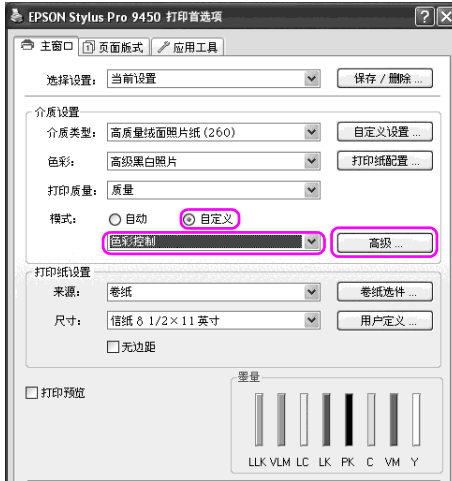 EPSON Stylus Pro 9450 打印首选项
主窗口 页面版式 应用工具
选择设置: 当前设置 保存 / 删除 ...
介质设置
介质类型: 高质量绒面照片纸(260) 自定义设置 ...
色彩: 高级黑白照片 打印纸配置 ...
打印质量: 质量
模式: 自动 自定义
色彩控制 高级 ...
打印纸设置
来源: 卷纸 卷纸选件 ...
尺寸: 信纸 8 1/2×11 英寸 用户定义 ...
无边距
打印预览
墨量
LLK VLM LC LK PK C VM Y